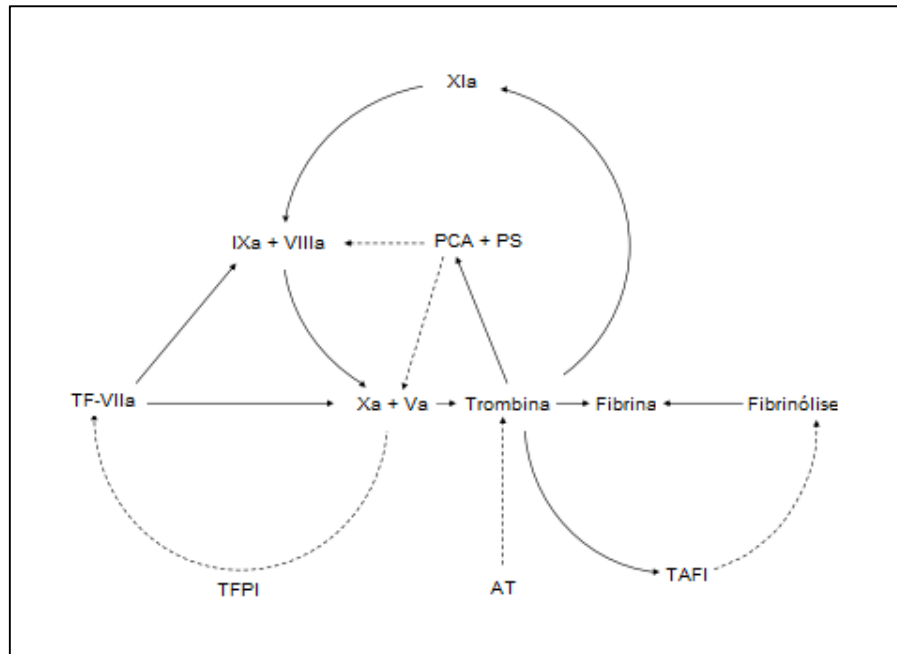 XIa
IXa + VIIIa
PCA + PS
TF-VIIa
Xa + Va
Trombina
Fibrina
Fibrinólise
TFPI
AT
TAFI